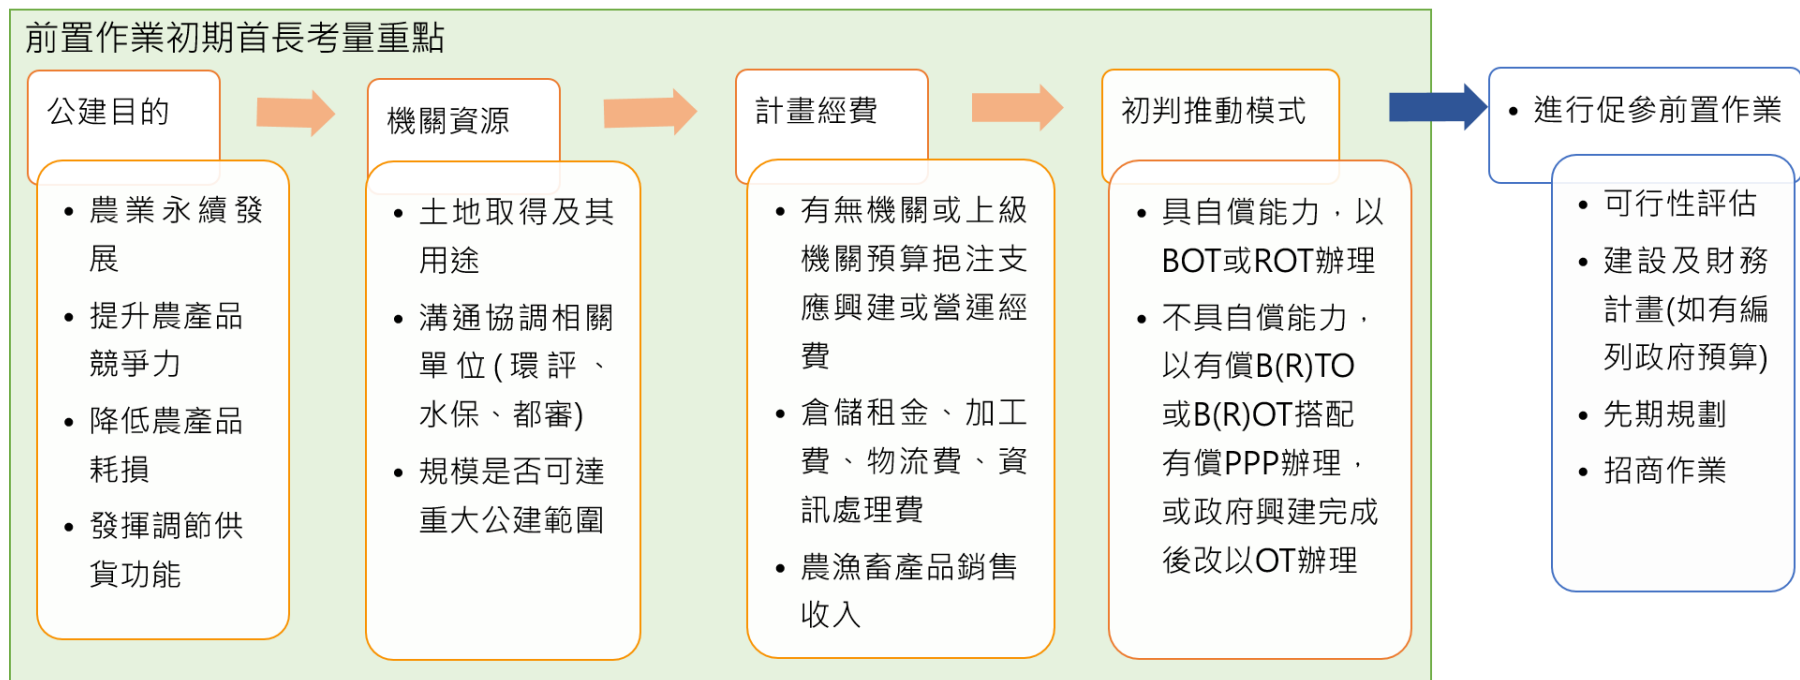 前置作業初期首長考量重點
公建目的
• 農業永續發
展
• 提升農產品
競爭力
• 降低農產品
耗損
• 發揮調節供
貨功能
機關資源
• 土地取得及其
用途
• 溝通協調相關
單位(環評、
水保、都審)
• 規模是否可達
重大公建範圍
計畫經費
• 有無機關或上級
機關預算挹注支
應興建或營運經
費
• 倉儲租金、加工
費、物流費、資
訊處理費
• 農漁畜產品銷售
收入
初判推動模式
• 具自償能力，以
BOT或ROT辦理
• 不具自償能力，
以有償B(R)TO
或B(R)OT搭配
有償PPP辦理，
或政府興建完成
後改以OT辦理
• 進行促參前置作業
• 可行性評估
• 建設及財務
計畫(如有編
列政府預算)
• 先期規劃
• 招商作業